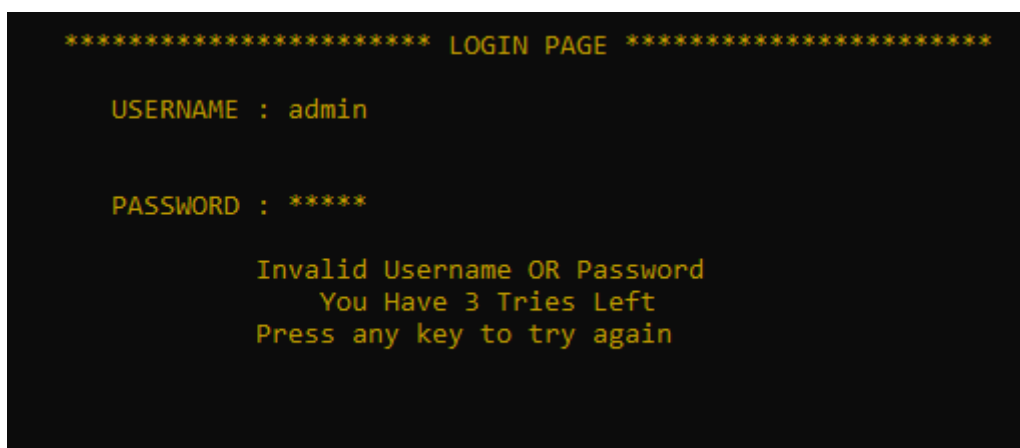 *********************** LOGIN PAGE ***********************
USERNAME : admin
PASSWORD : *****
Invalid Username OR Password
You Have 3 Tries Left
Press any key to try again